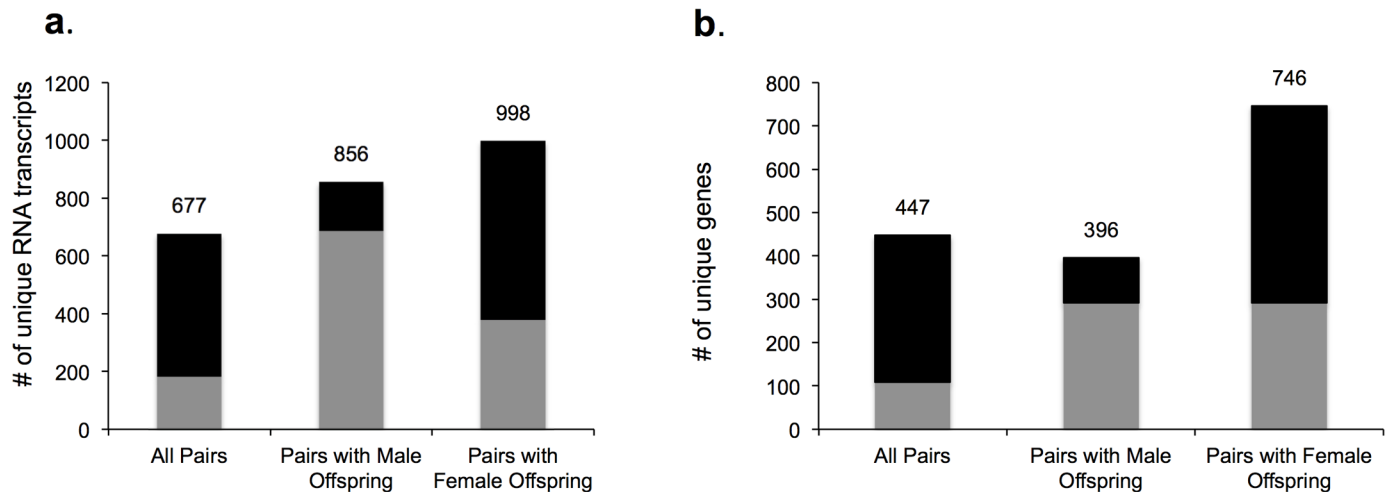 a.
# of unique RNA transcripts
1200
1000
800
600
400
200
0
677
856
998
All Pairs
Pairs with Male
Offspring
Pairs with
Female Offspring
b.
# of unique genes
800
700
600
500
400
300
200
100
0
447
396
746
All Pairs
Pairs with Male
Offspring
Pairs with Female
Offspring